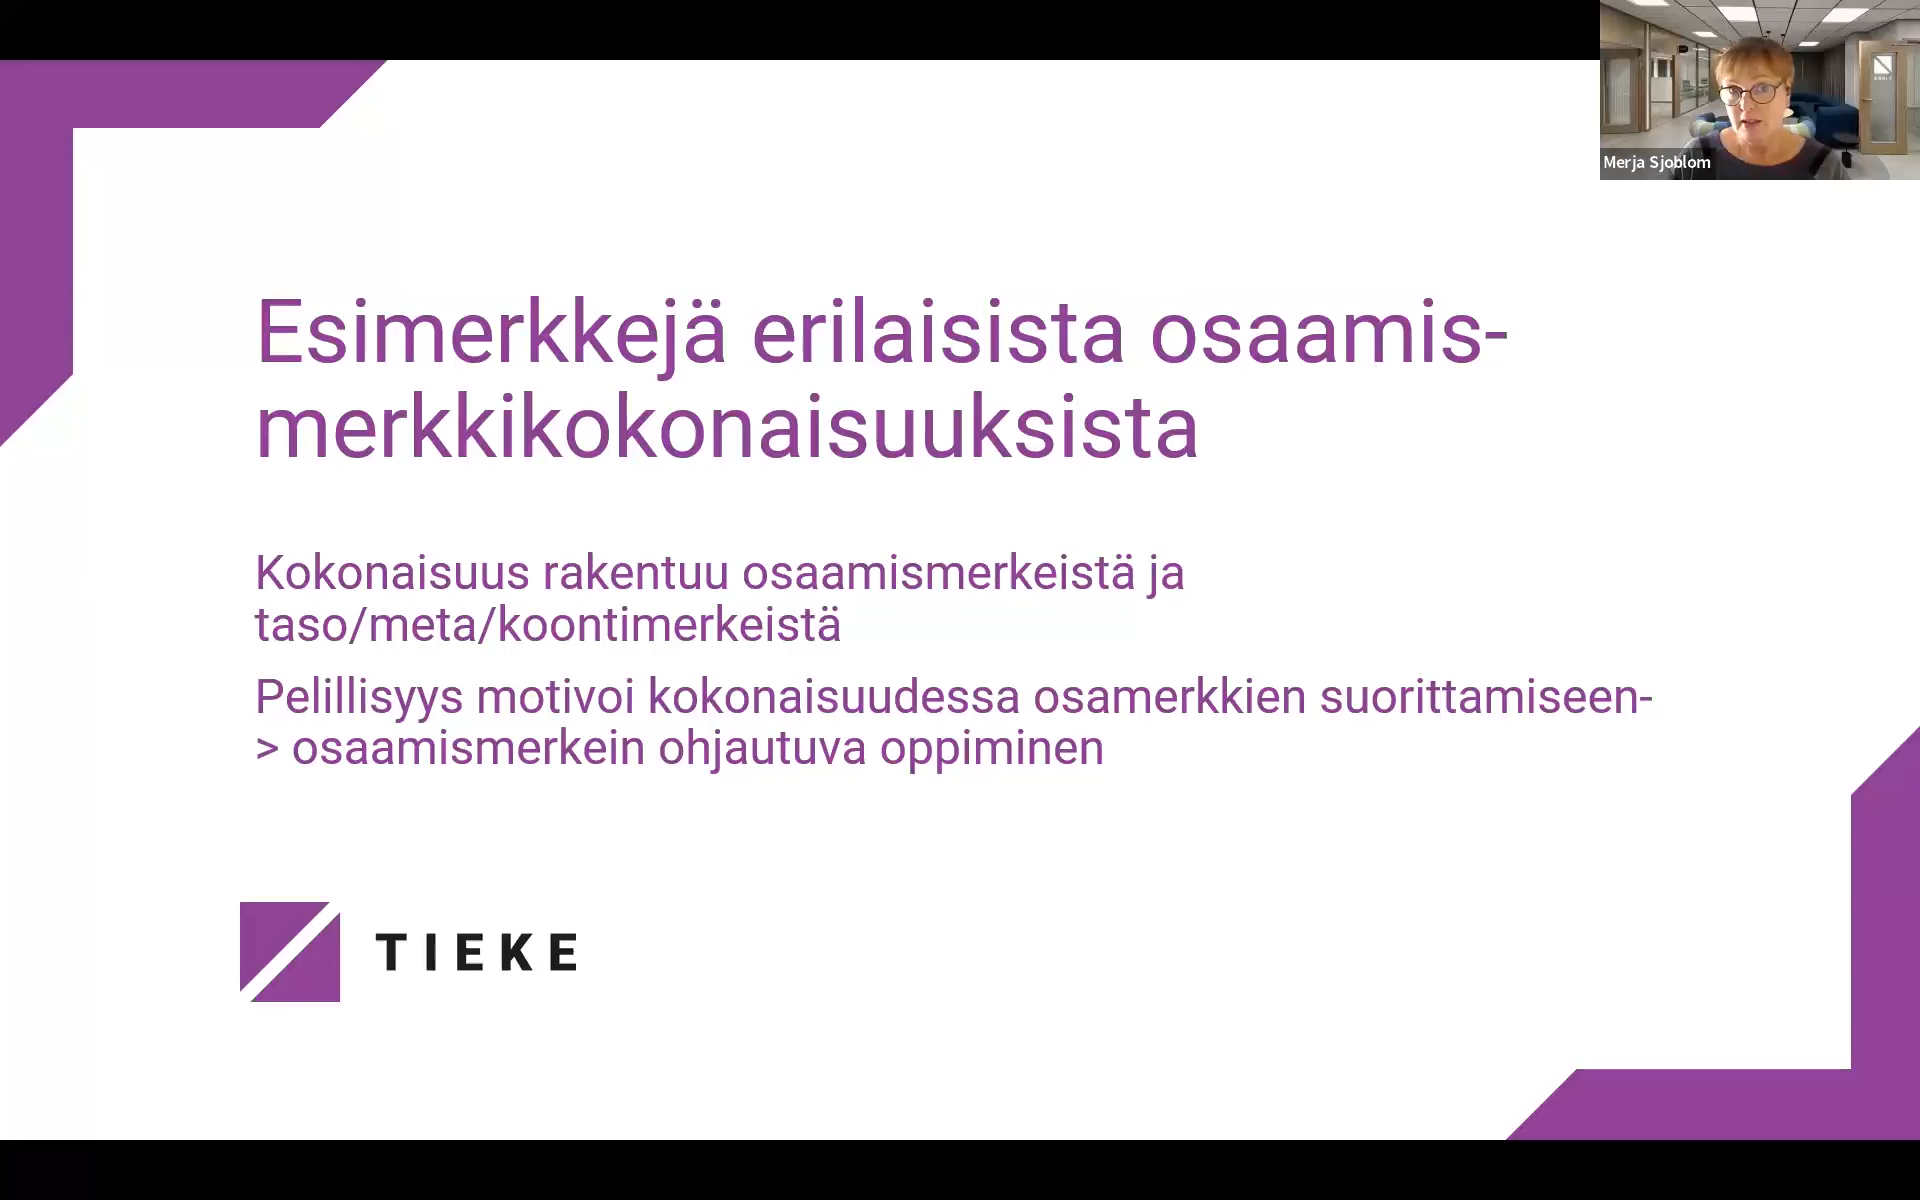 Merja Sjoblom
Esimerkkejä erilaisista osaamis-
merkkikokonaisuuksista
Kokonaisuus rakentuu osaamismerkeistä ja
taso/meta/koontimerkeistä
Pelillisyys motivoi kokonaisuudessa osamerkkien suorittamiseen-
> osaamismerkein ohjautuva oppiminen
TIEKE